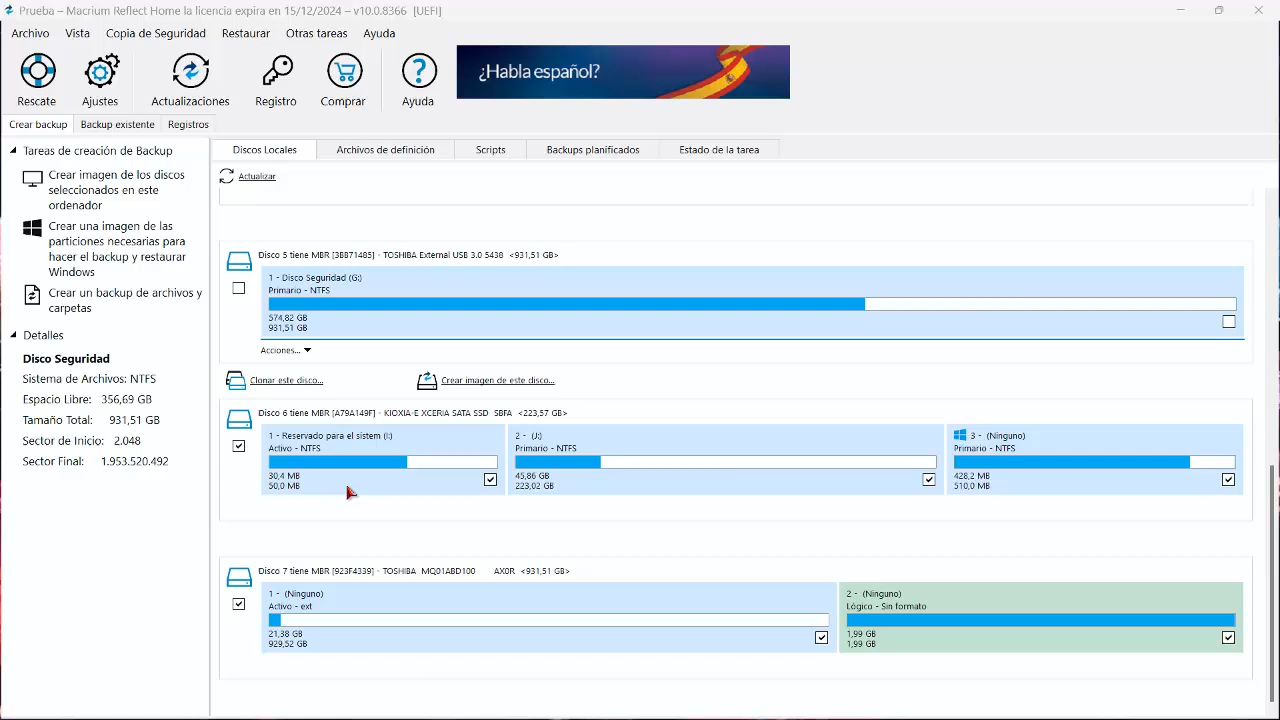 Prueba – Macrium Reflect Home la licencia expira en 15/12/2024 – v10.0.8366 [UEFI]
Archivo Vista Copia de Seguridad Restaurar Otras tareas Ayuda
¿Habla español?
Rescate Ajustes Actualizaciones Registro Comprar Ayuda
Crear backup Backup existente Registros
Tareas de creación de Backup
Crear imagen de los discos
seleccionados en este
ordenador
Crear una imagen de las
particiones necesarias para
hacer el backup y restaurar
Windows
Crear un backup de archivos y
carpetas
Detalles
Disco Seguridad
Sistema de Archivos: NTFS
Espacio Libre: 356,69 GB
Tamaño Total: 931,51 GB
Sector de Inicio: 2.048
Sector Final: 1.953.520.492
Discos Locales Archivos de definición Scripts Backups planificados Estado de la tarea
Actualizar
Disco 5 tiene MBR [3BB71485] - TOSHIBA External USB 3.0 5438 <931,51 GB>
1 - Disco Seguridad (G:)
Primario - NTFS
574,82 GB
931,51 GB
Acciones...
Clonar este disco... Crear imagen de este disco...
Disco 6 tiene MBR [A79A149F] - KIOXIA-E XCERIA SATA SSD SBFA <223,57 GB>
1 - Reservado para el sistem (I:)
Activo - NTFS
30,4 MB
50,0 MB
2 - (J:)
Primario - NTFS
45,86 GB
223,02 GB
3 - (Ninguno)
Primario - NTFS
428,2 MB
510,0 MB
Disco 7 tiene MBR [923F4339] - TOSHIBA MQ01ABD100 AX0R <931,51 GB>
1 - (Ninguno)
Activo - ext
21,38 GB
929,52 GB
2 - (Ninguno)
Lógico - Sin formato
1,99 GB
1,99 GB